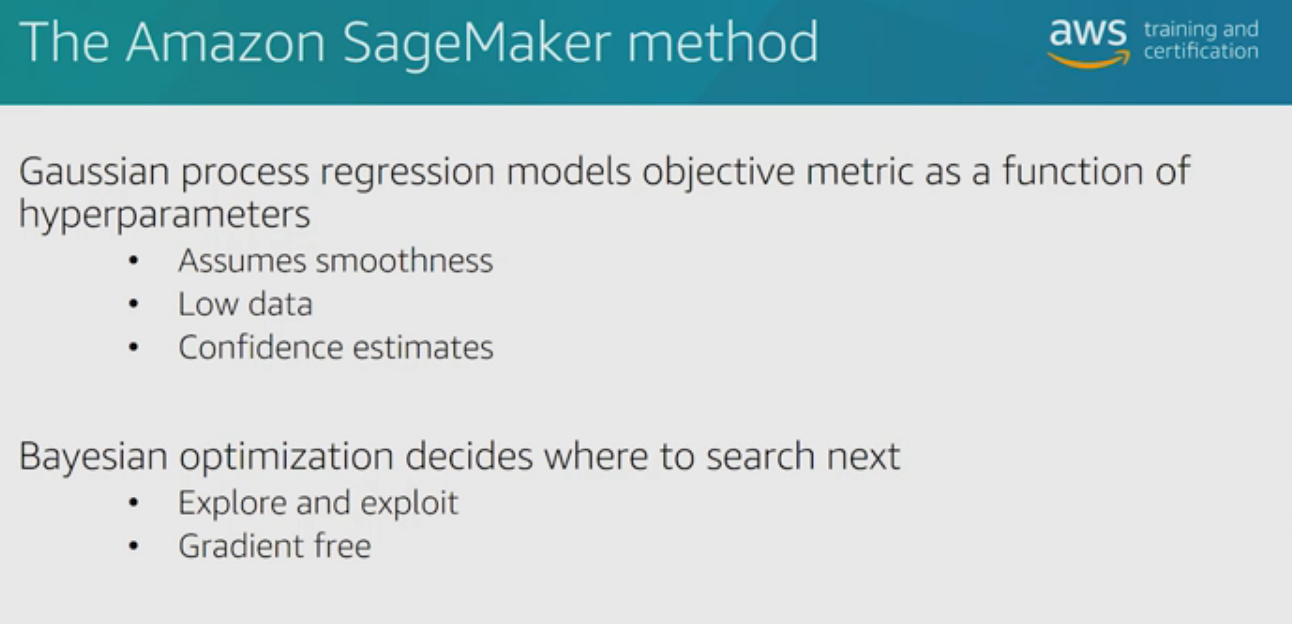 The Amazon SageMaker method
aws training and
certification
Gaussian process regression models objective metric as a function of
hyperparameters
• Assumes smoothness
• Low data
• Confidence estimates
Bayesian optimization decides where to search next
• Explore and exploit
• Gradient free